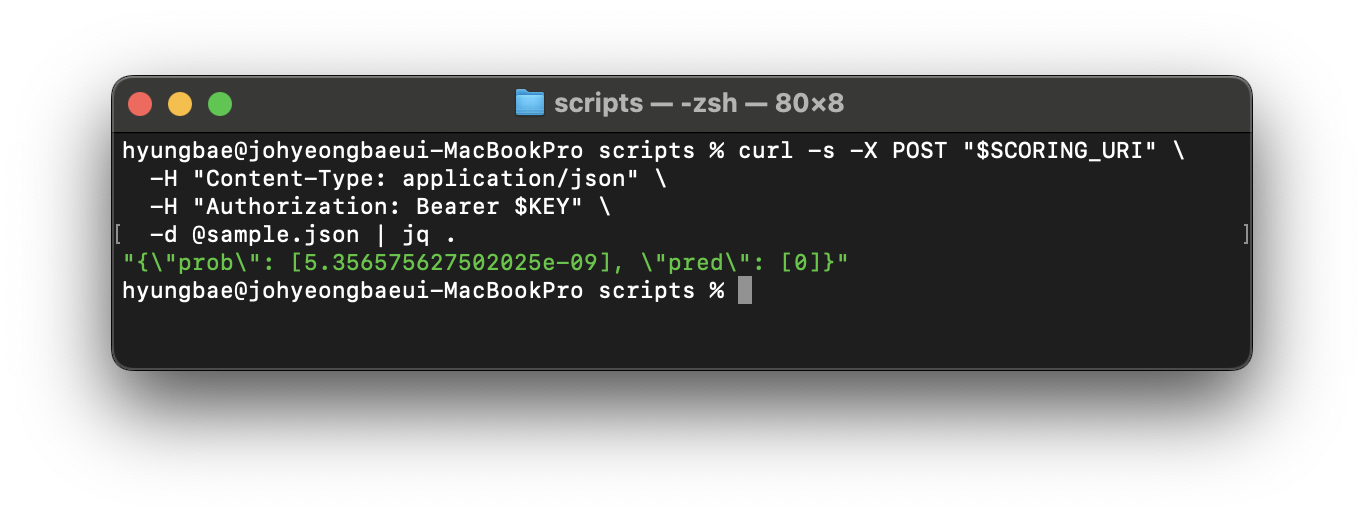 scripts — -zsh — 80×8
hyungbae@johyeongbaeui-MacBookPro scripts % curl -s -X POST "$SCORING_URI" \
  -H "Content-Type: application/json" \
  -H "Authorization: Bearer $KEY" \
[  -d @sample.json | jq .                                                      ]
"{\"prob\": [5.356575627502025e-09], \"pred\": [0]}"
hyungbae@johyeongbaeui-MacBookPro scripts %